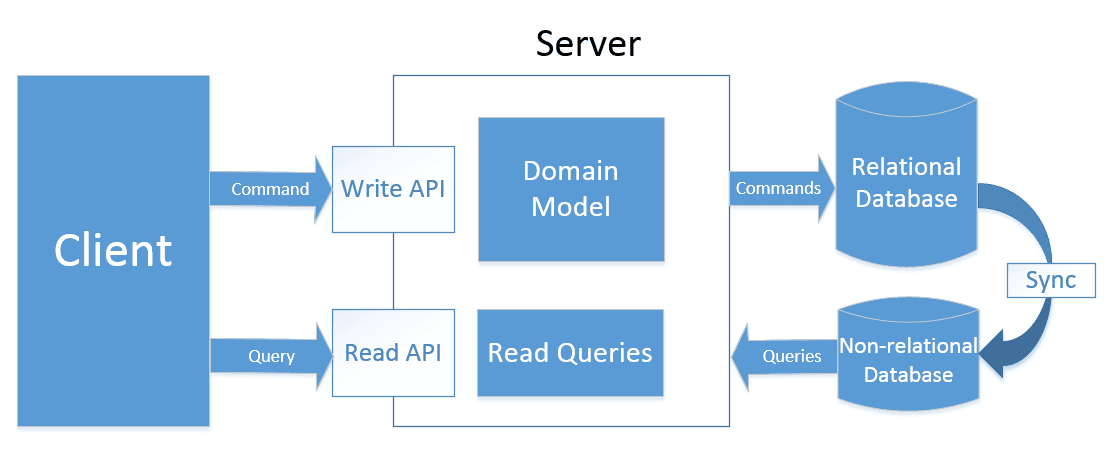 Server
Client
Command
Write API
Domain
Model
Commands
Relational
Database
Sync
Query
Read API
Read Queries
Queries
Non-relational
Database